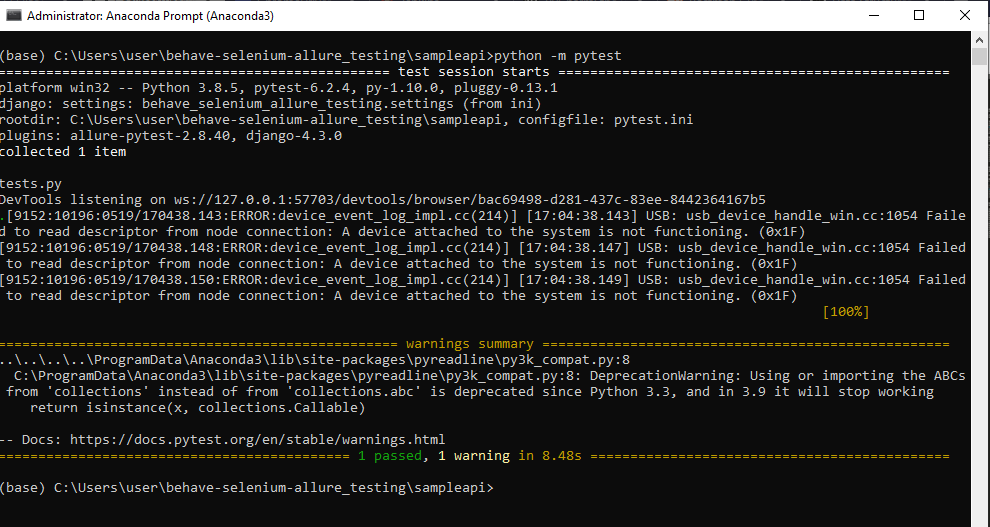 Administrator: Anaconda Prompt (Anaconda3)
(base) C:\Users\user\behave-selenium-allure_testing\sampleapi>python -m pytest
================================================= test session starts =================================================
platform win32 -- Python 3.8.5, pytest-6.2.4, py-1.10.0, pluggy-0.13.1
django: settings: behave_selenium_allure_testing.settings (from ini)
rootdir: C:\Users\user\behave-selenium-allure_testing\sampleapi, configfile: pytest.ini
plugins: allure-pytest-2.8.40, django-4.3.0
collected 1 item
tests.py
DevTools listening on ws://127.0.0.1:57703/devtools/browser/bac69498-d281-437c-83ee-8442364167b5
.[9152:10196:0519/170438.143:ERROR:device_event_log_impl.cc(214)] [17:04:38.143] USB: usb_device_handle_win.cc:1054 Faile
d to read descriptor from node connection: A device attached to the system is not functioning. (0x1F)
[9152:10196:0519/170438.148:ERROR:device_event_log_impl.cc(214)] [17:04:38.147] USB: usb_device_handle_win.cc:1054 Failed
 to read descriptor from node connection: A device attached to the system is not functioning. (0x1F)
[9152:10196:0519/170438.150:ERROR:device_event_log_impl.cc(214)] [17:04:38.149] USB: usb_device_handle_win.cc:1054 Failed
 to read descriptor from node connection: A device attached to the system is not functioning. (0x1F)
[100%]
================================================== warnings summary ===================================================
..\..\..\..\ProgramData\Anaconda3\lib\site-packages\pyreadline\py3k_compat.py:8
  C:\ProgramData\Anaconda3\lib\site-packages\pyreadline\py3k_compat.py:8: DeprecationWarning: Using or importing the ABCs
 from 'collections' instead of from 'collections.abc' is deprecated since Python 3.3, and in 3.9 it will stop working
    return isinstance(x, collections.Callable)
-- Docs: https://docs.pytest.org/en/stable/warnings.html
============================================ 1 passed, 1 warning in 8.48s =============================================
(base) C:\Users\user\behave-selenium-allure_testing\sampleapi>